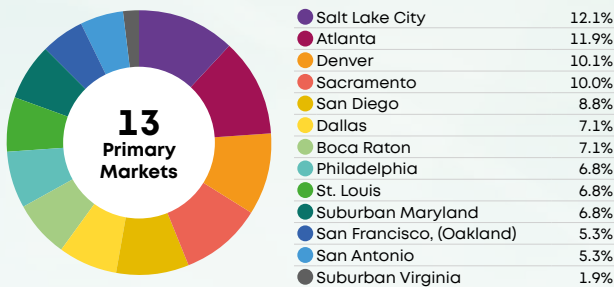 13
Primary
Markets
Salt Lake City 12.1%
Atlanta 11.9%
Denver 10.1%
Sacramento 10.0%
San Diego 8.8%
Dallas 7.1%
Boca Raton 7.1%
Philadelphia 6.8%
St. Louis 6.8%
Suburban Maryland 6.8%
San Francisco, (Oakland) 5.3%
San Antonio 5.3%
Suburban Virginia 1.9%